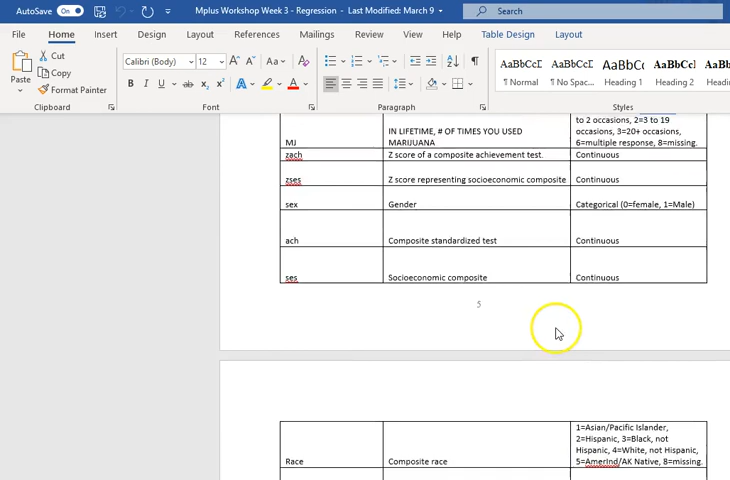 AutoSave On Mplus Workshop Week 3 - Regression - Last Modified: March 9 Search
File Home Insert Draw Design Layout References Mailings Review View Help Table Design Layout
Paste
Cut
Copy
Format Painter
Clipboard
Calibri (Body) 12
Font
Paragraph
AaBbCcDd AaBbCcDd AaBbCc AaBbCc AaBb
¶ Normal ¶ No Spac... Heading 1 Heading 2
Styles
MJ
IN LIFETIME, # OF TIMES YOU USED
MARIJUANA
to 2 occasions, 2=3 to 19
occasions, 3=20+ occasions,
6=multiple response, 8=missing.
zach Z score of a composite achievement test. Continuous
zses Z score representing socioeconomic composite Continuous
sex Gender Categorical (0=female, 1=Male)
ach Composite standardized test Continuous
ses Socioeconomic composite Continuous
5
Race Composite race
1=Asian/Pacific Islander,
2=Hispanic, 3=Black, not
Hispanic, 4=White, not Hispanic,
5=AmerInd/AK Native, 8=missing.